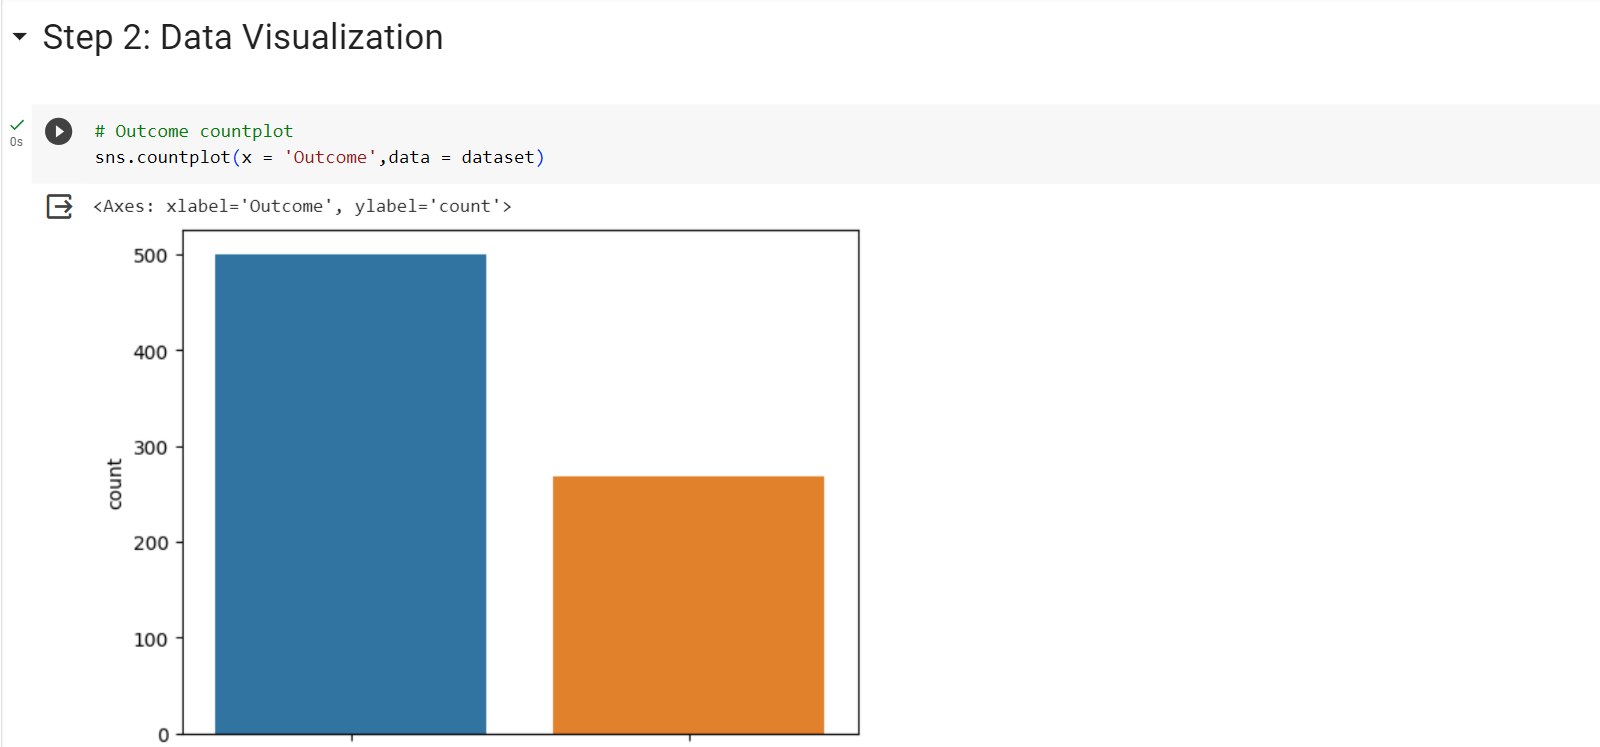 Step 2: Data Visualization
# Outcome countplot
0s
sns.countplot(x = 'Outcome',data = dataset)
<Axes: xlabel='Outcome', ylabel='count'>
500
400
300
count
200
100
0